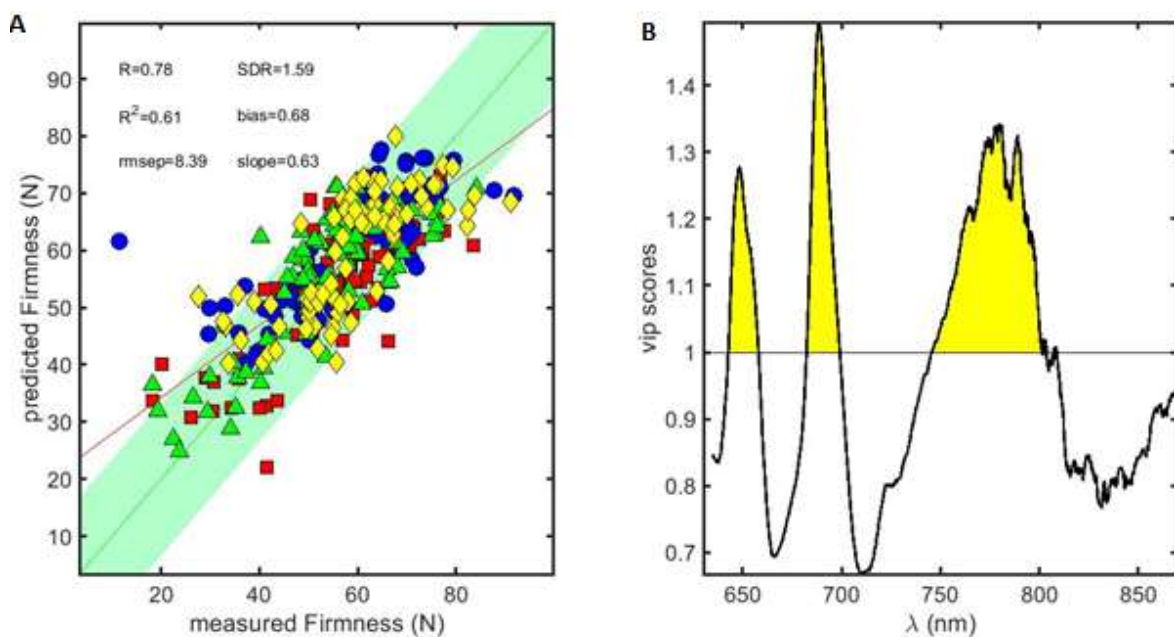 A
R=0.78 SDR=1.59
R²=0.61 bias=0.68
rmsep=8.39 slope=0.63
predicted Firmness (N)
90
80
70
60
50
40
30
20
10
20 40 60 80
measured Firmness (N)
B
vip scores
1.4
1.3
1.2
1.1
1
0.9
0.8
0.7
650 700 750 800 850
λ (nm)